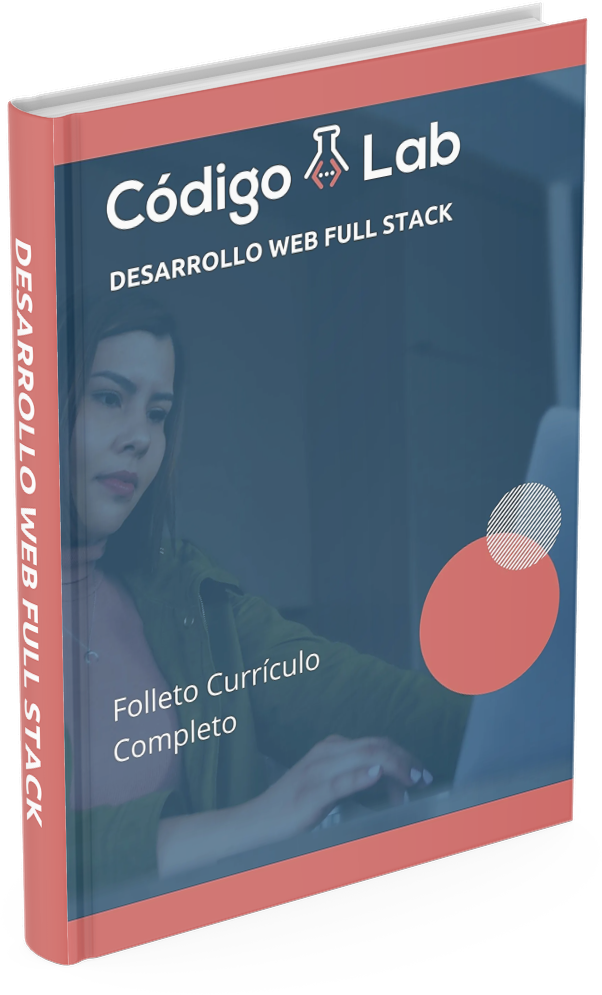 Código Lab
DESARROLLO WEB FULL STACK
Folleto Currículo
Completo
DESARROLLO WEB FULL STACK